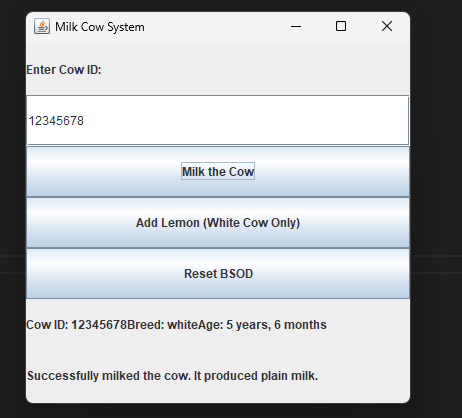 Milk Cow System
Enter Cow ID:
12345678
Milk the Cow
Add Lemon (White Cow Only)
Reset BSOD
Cow ID: 12345678Breed: whiteAge: 5 years, 6 months
Successfully milked the cow. It produced plain milk.